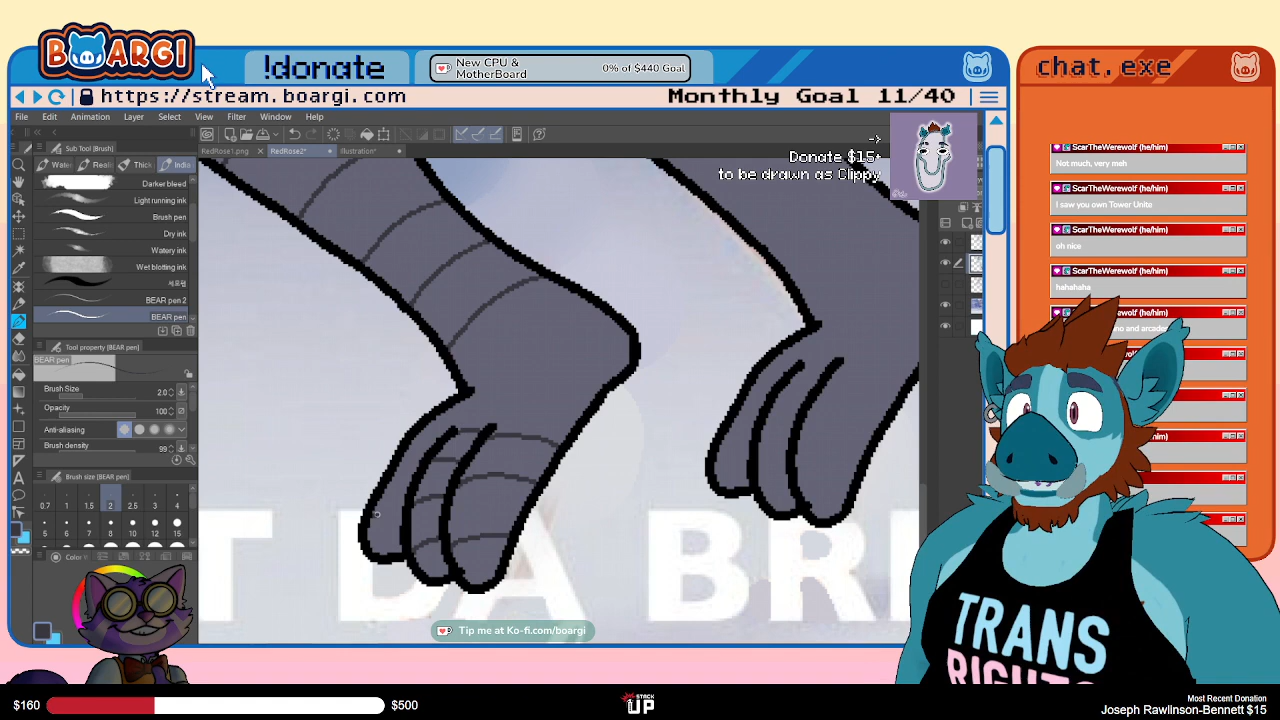 BOARGI
!donate
New CPU &
MotherBoard
0% of $440 Goal
chat.exe
https://stream.boargi.com
Monthly Goal 11/40
File Edit Animation Layer Select View Filter Window Help
Sub Tool [Brush]
Thick
RedRose1.png
RedRose2*
Illustration*
Darker bleed
Light running ink
Brush pen
Dry ink
Watery ink
Wet blotting ink
BEAR pen 2
BEAR pen
Tool property [BEAR pen]
BEAR pen
Brush Size 2.0
Opacity 100
Anti-aliasing
Brush density 99
Brush size [BEAR pen]
0.7 1 1.5 2 2.5 3 4
5 6 7 8 10 12 15
Color
->
Donate $15+
to be drawn as Clippy
ScarTheWerewolf (he/him)
Not much, very meh
ScarTheWerewolf (he/him)
i saw you own Tower Unite
ScarTheWerewolf (he/him)
oh nice
ScarTheWerewolf (he/him)
hahahaha
and arcades
T DA BR
TRANS
RIGHTS
Tip me at Ko-fi.com/boargi
$160
$500
STACK
UP
Most Recent Donation
Joseph Rawlinson-Bennett $15